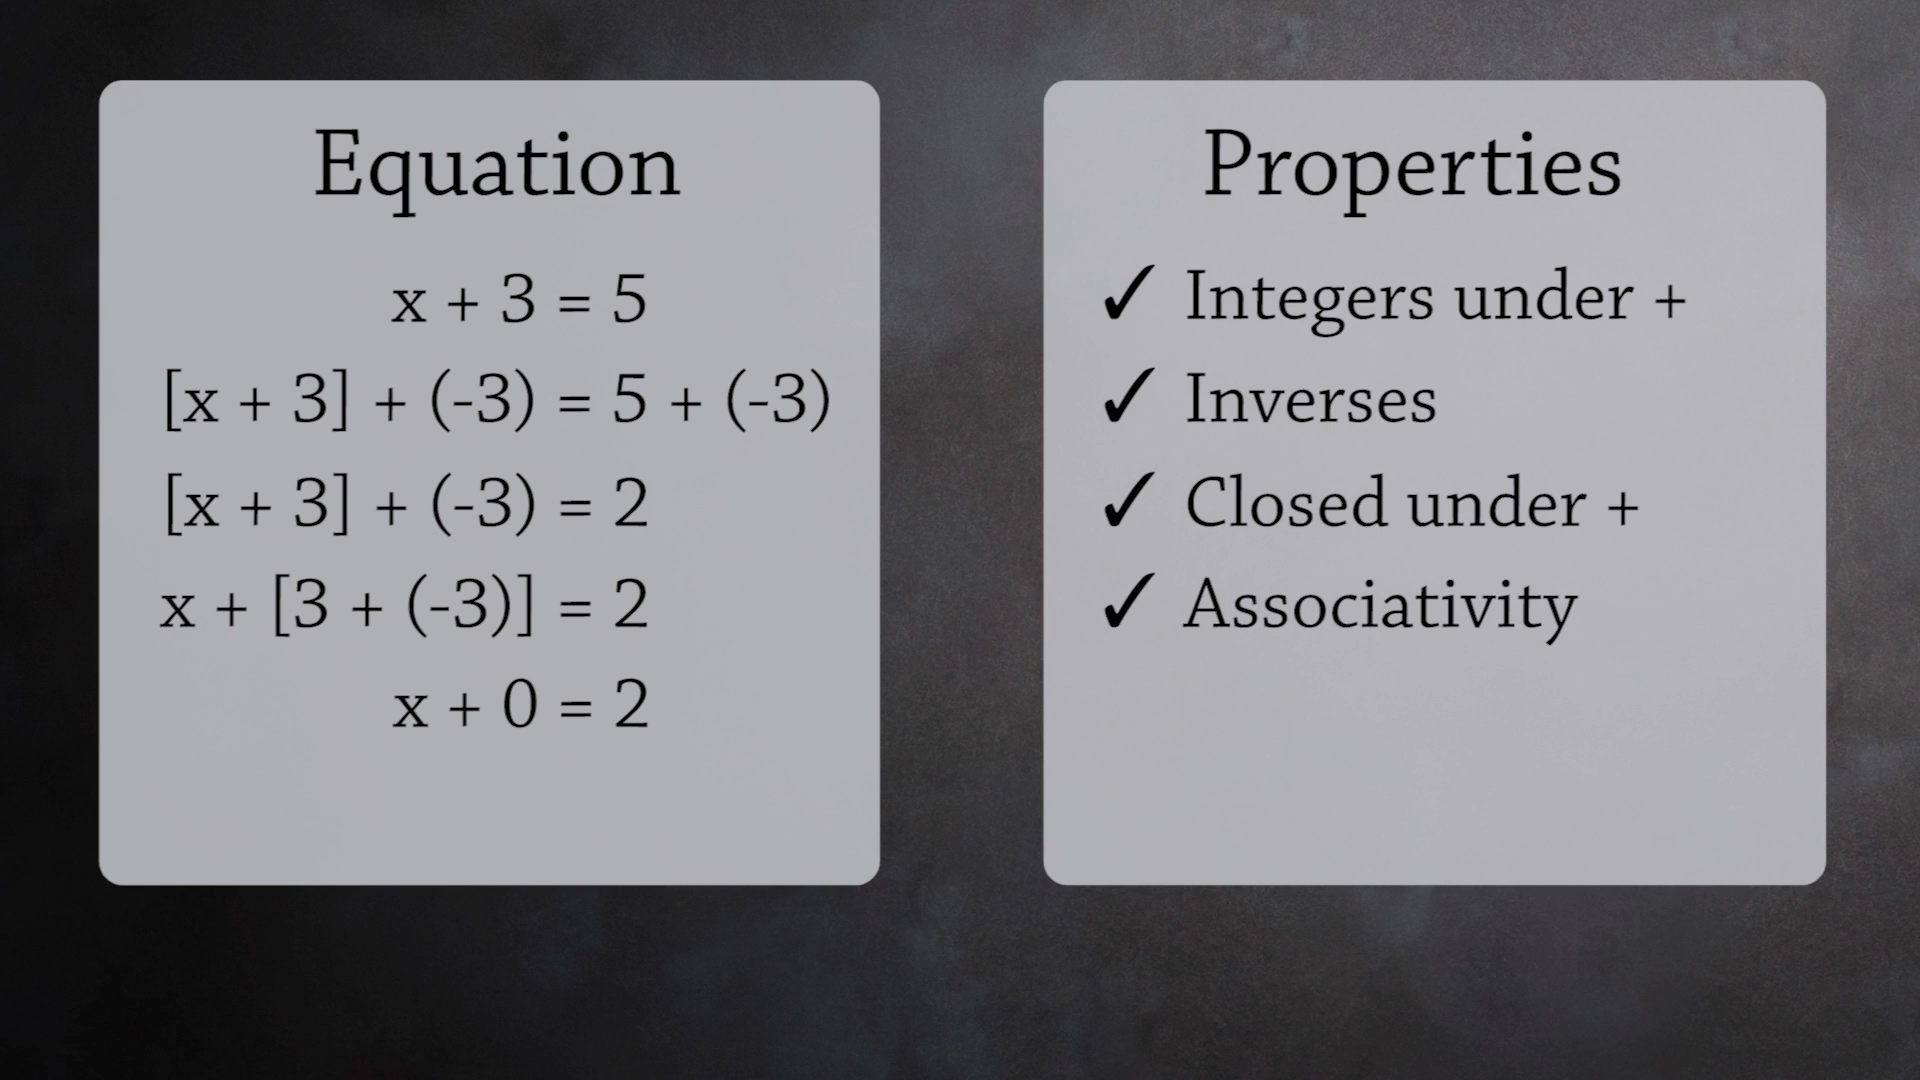 Equation
x + 3 = 5
[x + 3] + (-3) = 5 + (-3)
[x + 3] + (-3) = 2
x + [3 + (-3)] = 2
x + 0 = 2
Properties
✓ Integers under +
✓ Inverses
✓ Closed under +
✓ Associativity